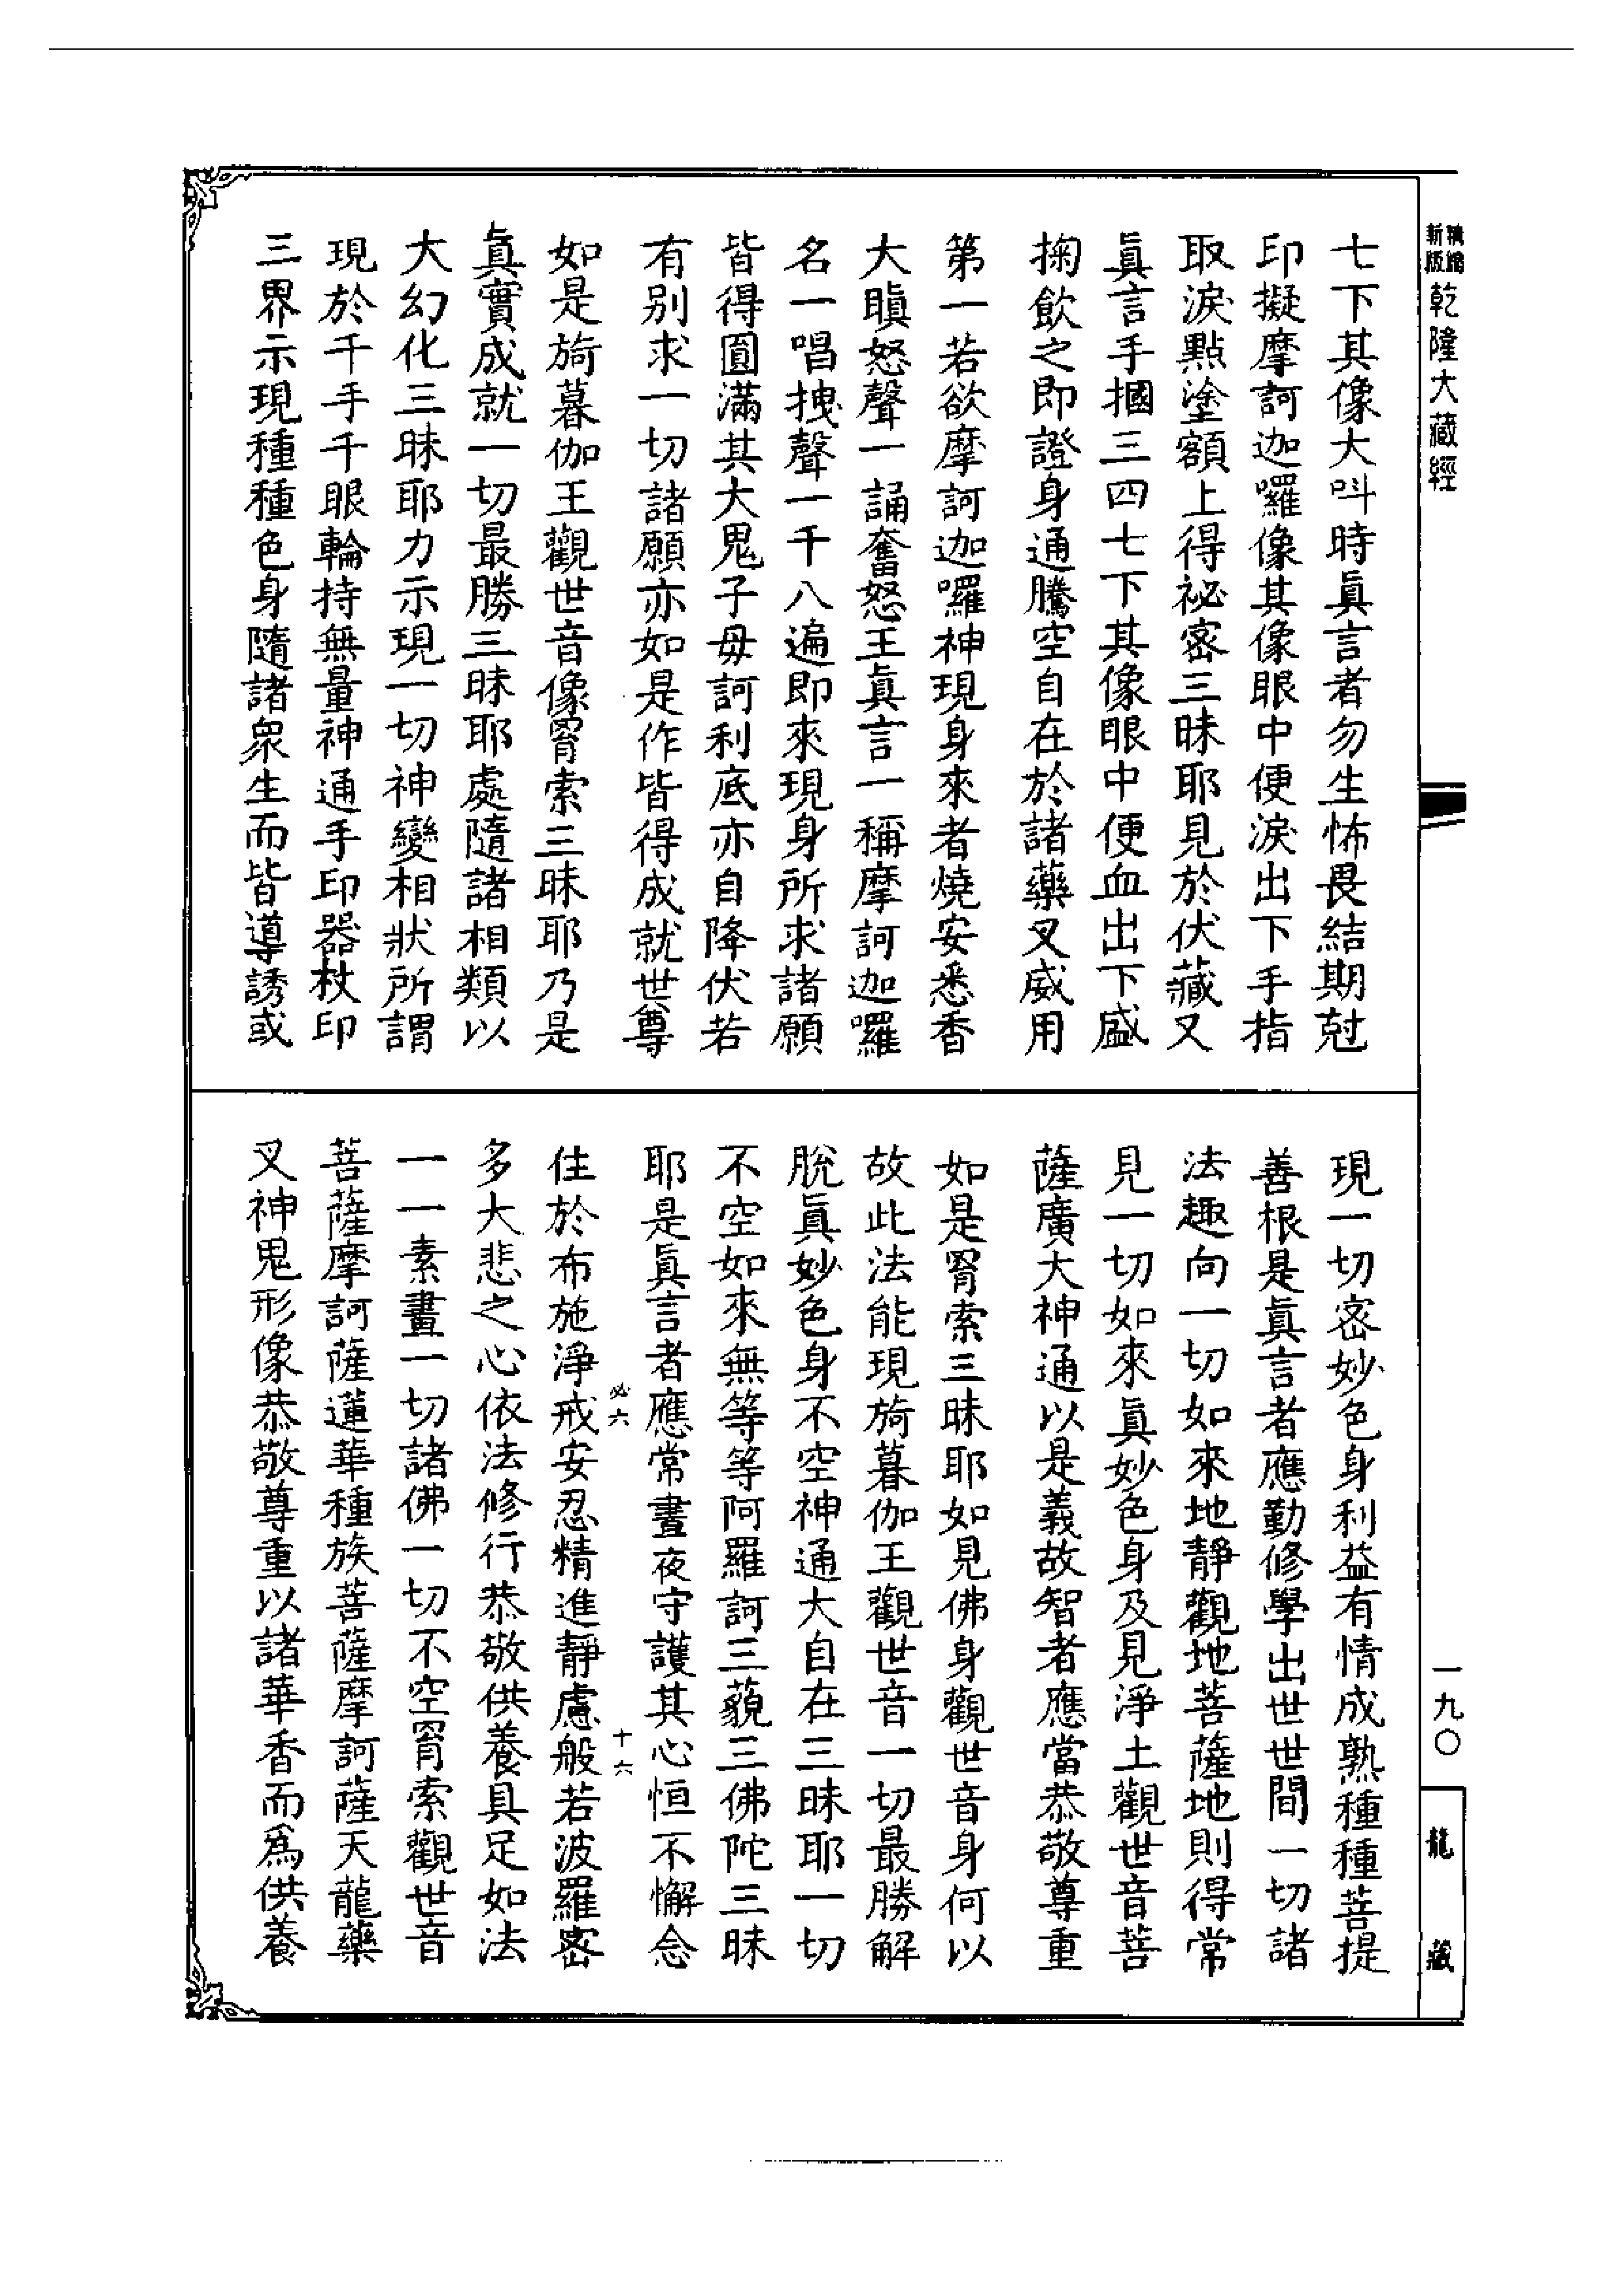 精縮新版乾隆大藏經
七下其像大呌時眞言者勿生怖畏結期尅
印擬摩訶迦囉像其像眼中便淚出下手指
取淚點塗額上得祕密三昧耶見於伏藏又
眞言手摑三四七下其像眼中便血出下盛
掬飲之即證身通騰空自在於諸藥叉威用
第一若欲摩訶迦囉神現身來者燒安悉香
大瞋怒聲一誦奮怒王眞言一稱摩訶迦囉
名一唱拽聲一千八遍即來現身所求諸願
皆得圓滿其大鬼子母訶利底亦自降伏若
有別求一切諸願亦如是作皆得成就世尊
如是旖暮伽王觀世音像罥索三昧耶乃是
眞實成就一切最勝三昧耶處隨諸相類以
大幻化三昧耶力示現一切神變相狀所謂
現於千手千眼輪持無量神通手印器杖印
三界示現種種色身隨諸眾生而皆導誘或
現一切密妙色身利益有情成熟種種菩提
善根是眞言者應勤修學出世世間一切諸
法趣向一切如來地靜觀地菩薩地則得常
見一切如來眞妙色身及見淨土觀世音菩
薩廣大神通以是義故智者應當恭敬尊重
如是罥索三昧耶如見佛身觀世音身何以
故此法能現旖暮伽王觀世音一切最勝解
脫眞妙色身不空神通大自在三昧耶一切
不空如來無等等阿羅訶三藐三佛陀三昧
耶是眞言者應常晝夜守護其心恒不懈念
必六 十六
住於布施淨戒安忍精進靜慮般若波羅密
多大悲之心依法修行恭敬供養具足如法
一一素畫一切諸佛一切不空罥索觀世音
菩薩摩訶薩蓮華種族菩薩摩訶薩天龍藥
叉神鬼形像恭敬尊重以諸華香而爲供養
一九〇
龍藏